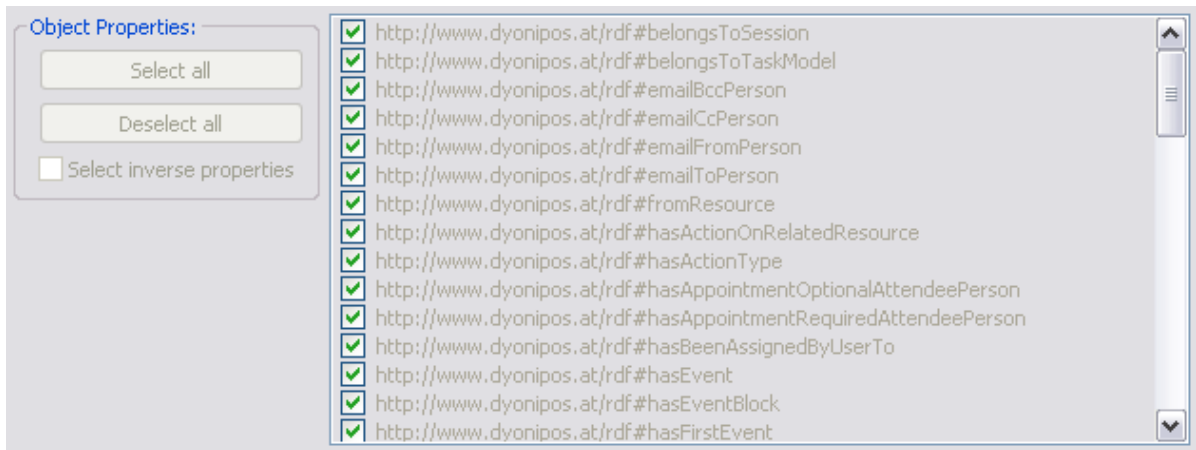 Object Properties:
Select all
Deselect all
Select inverse properties
http://www.dyonipos.at/rdf#belongsToSession
http://www.dyonipos.at/rdf#belongsToTaskModel
http://www.dyonipos.at/rdf#emailBccPerson
http://www.dyonipos.at/rdf#emailCcPerson
http://www.dyonipos.at/rdf#emailFromPerson
http://www.dyonipos.at/rdf#emailToPerson
http://www.dyonipos.at/rdf#fromResource
http://www.dyonipos.at/rdf#hasActionOnRelatedResource
http://www.dyonipos.at/rdf#hasActionType
http://www.dyonipos.at/rdf#hasAppointmentOptionalAttendeePerson
http://www.dyonipos.at/rdf#hasAppointmentRequiredAttendeePerson
http://www.dyonipos.at/rdf#hasBeenAssignedByUserTo
http://www.dyonipos.at/rdf#hasEvent
http://www.dyonipos.at/rdf#hasEventBlock
http://www.dyonipos.at/rdf#hasFirstEvent